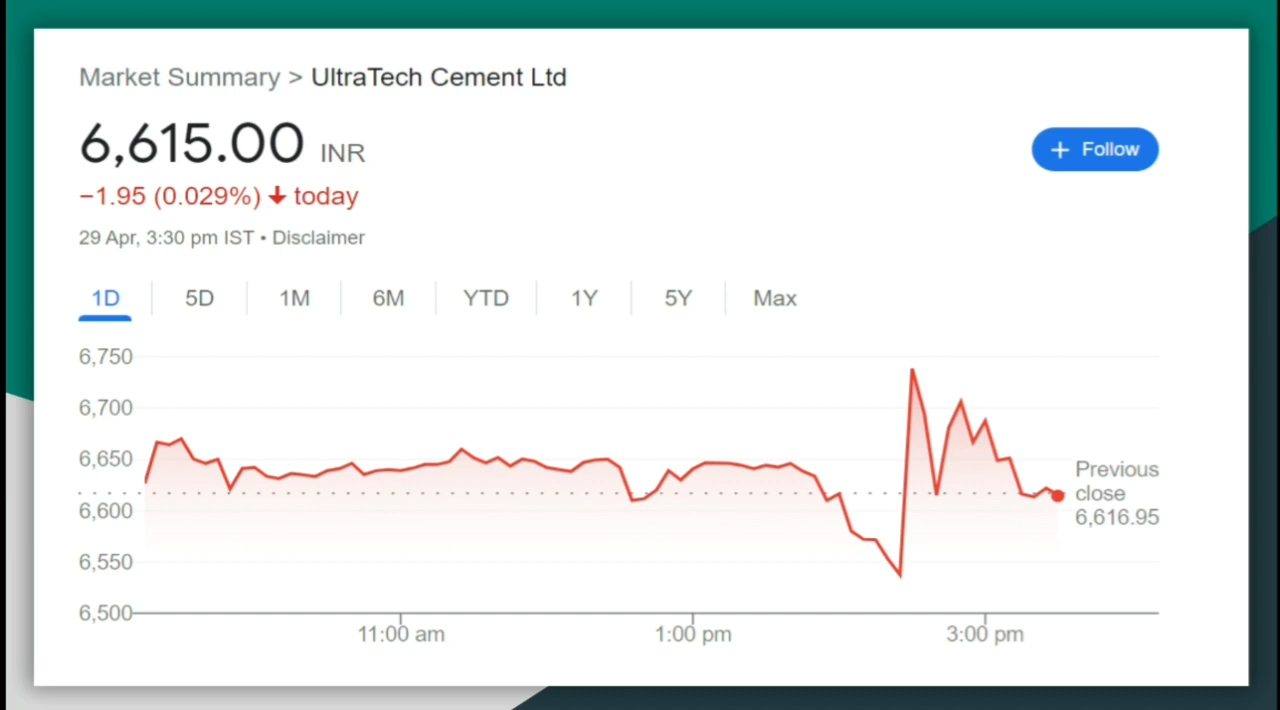 Market Summary > UltraTech Cement Ltd
6,615.00 INR
+ Follow
−1.95 (0.029%) ↓ today
29 Apr, 3:30 pm IST • Disclaimer
1D 5D 1M 6M YTD 1Y 5Y Max
6,750
6,700
6,650
6,600
6,550
6,500
Previous
close
6,616.95
11:00 am 1:00 pm 3:00 pm